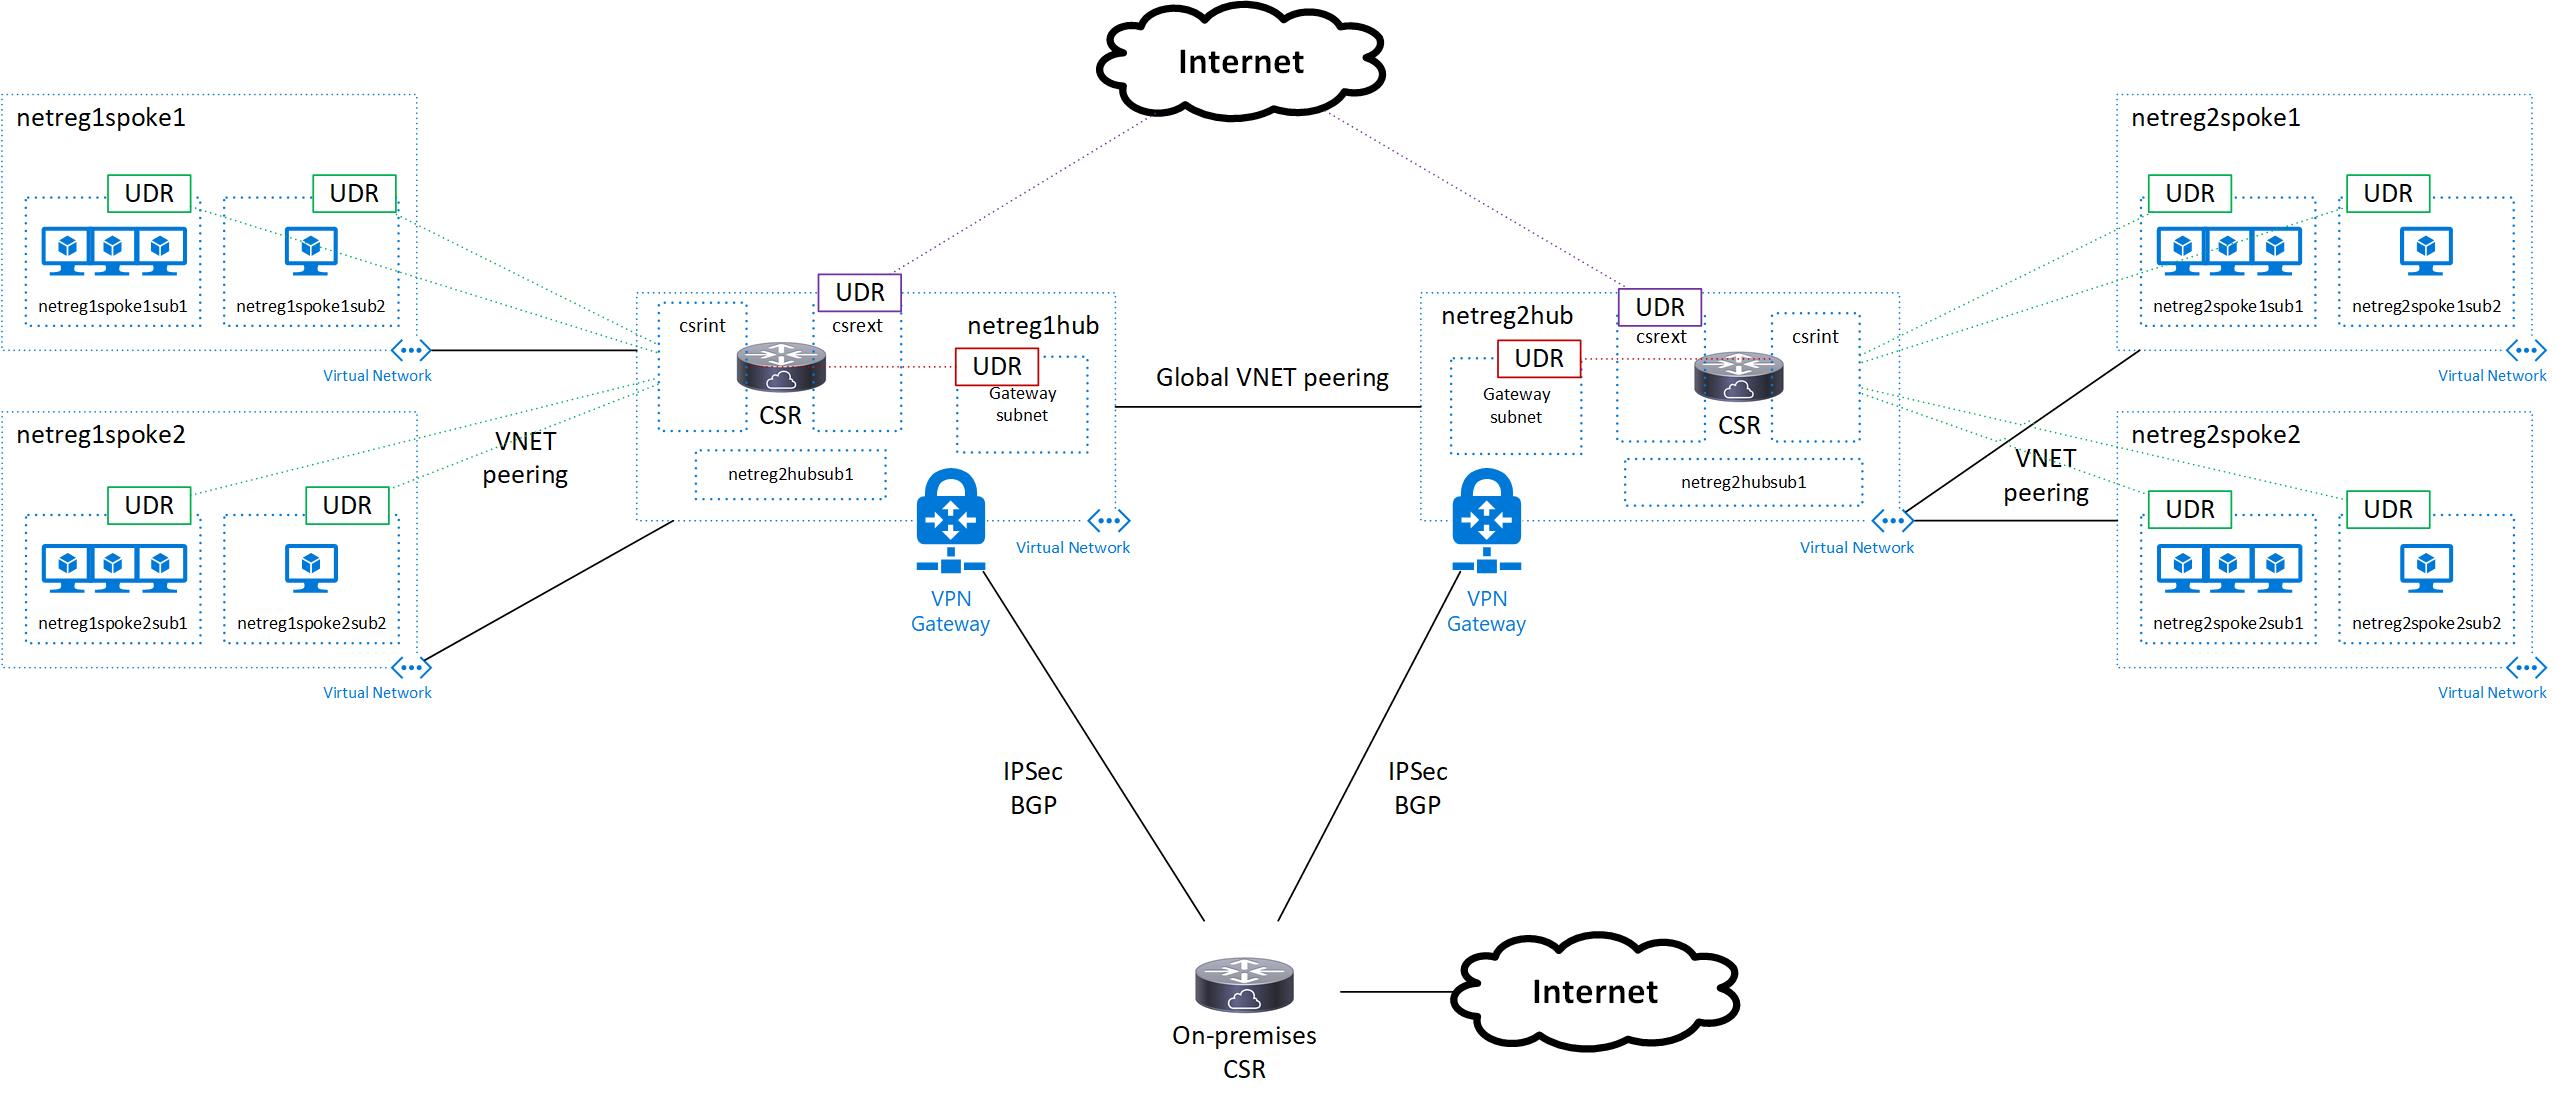 Internet
netreg1spoke1
UDR
UDR
netreg1spoke1sub1
netreg1spoke1sub2
Virtual Network
netreg1spoke2
UDR
UDR
netreg1spoke2sub1
netreg1spoke2sub2
Virtual Network
VNET
peering
UDR
csrint
csrext
netreg1hub
UDR
Gateway
subnet
CSR
netreg2hubsub1
Virtual Network
VPN
Gateway
Global VNET peering
UDR
netreg2hub
csrext
csrint
UDR
Gateway
subnet
CSR
netreg2hubsub1
Virtual Network
VPN
Gateway
netreg2spoke1
UDR
UDR
netreg2spoke1sub1
netreg2spoke1sub2
Virtual Network
VNET
peering
netreg2spoke2
UDR
UDR
netreg2spoke2sub1
netreg2spoke2sub2
Virtual Network
IPSec
BGP
IPSec
BGP
On-premises
CSR
Internet